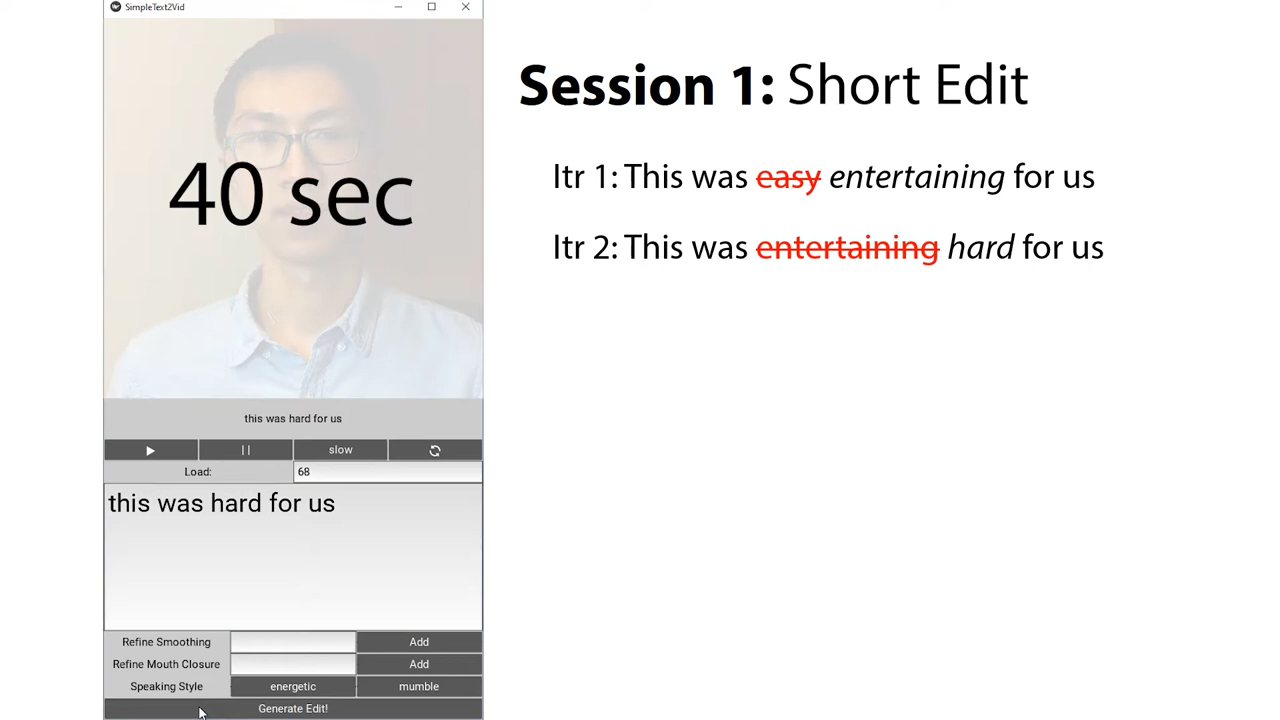 SimpleText2Vid
40 sec
this was hard for us
slow
Load: 68
this was hard for us
Refine Smoothing Add
Refine Mouth Closure Add
Speaking Style energetic mumble
Generate Edit!
Session 1: Short Edit
Itr 1: This was easy entertaining for us
Itr 2: This was entertaining hard for us